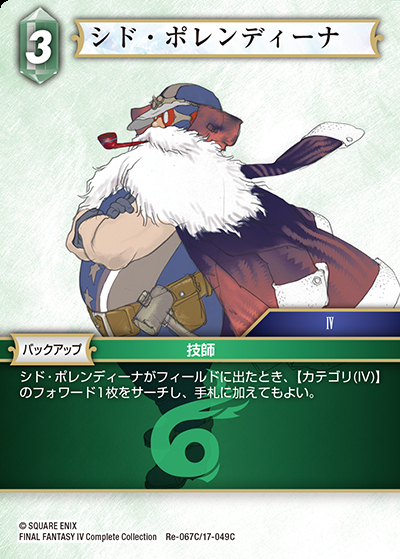 3
シド・ポレンディーナ
IV
バックアップ
技師
シド・ポレンディーナがフィールドに出たとき、【カテゴリ(IV)】
のフォワード1枚をサーチし、手札に加えてもよい。
© SQUARE ENIX
FINAL FANTASY IV Complete Collection Re-067C/17-049C